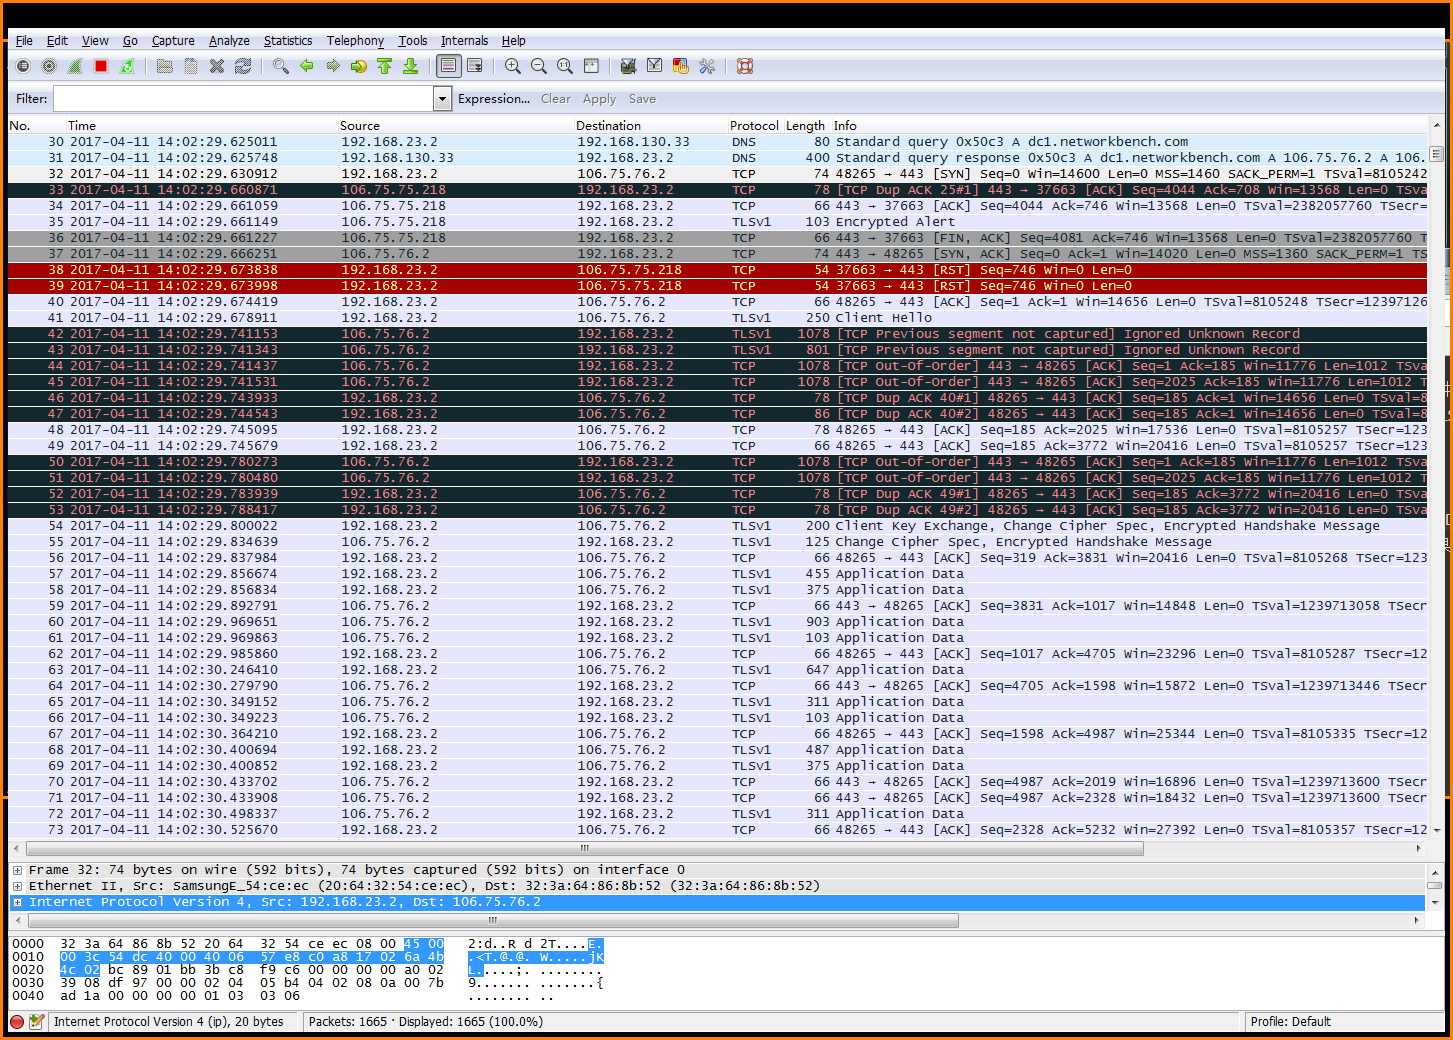 File Edit View Go Capture Analyze Statistics Telephony Tools Internals Help
Filter: Expression... Clear Apply Save
No. Time Source Destination Protocol Length Info
30 2017-04-11 14:02:29.625011 192.168.23.2 192.168.130.33 DNS 80 Standard query 0x50c3 A dc1.networkbench.com
31 2017-04-11 14:02:29.625748 192.168.130.33 192.168.23.2 DNS 400 Standard query response 0x50c3 A dc1.networkbench.com A 106.75.76.2 A 106.
32 2017-04-11 14:02:29.630912 192.168.23.2 106.75.76.2 TCP 74 48265 → 443 [SYN] Seq=0 Win=14600 Len=0 MSS=1460 SACK_PERM=1 TSval=8105242
33 2017-04-11 14:02:29.660871 106.75.75.218 192.168.23.2 TCP 78 [TCP Dup ACK 25#1] 443 → 37663 [ACK] Seq=4044 Ack=708 Win=13568 Len=0 TSva
34 2017-04-11 14:02:29.661059 106.75.75.218 192.168.23.2 TCP 66 443 → 37663 [ACK] Seq=4044 Ack=746 Win=13568 Len=0 TSval=2382057760 TSecr=
35 2017-04-11 14:02:29.661149 106.75.75.218 192.168.23.2 TLSv1 103 Encrypted Alert
36 2017-04-11 14:02:29.661227 106.75.75.218 192.168.23.2 TCP 66 443 → 37663 [FIN, ACK] Seq=4081 Ack=746 Win=13568 Len=0 TSval=2382057760 T
37 2017-04-11 14:02:29.666251 106.75.76.2 192.168.23.2 TCP 74 443 → 48265 [SYN, ACK] Seq=0 Ack=1 Win=14020 Len=0 MSS=1360 SACK_PERM=1 TS
38 2017-04-11 14:02:29.673838 192.168.23.2 106.75.75.218 TCP 54 37663 → 443 [RST] Seq=746 Win=0 Len=0
39 2017-04-11 14:02:29.673998 192.168.23.2 106.75.75.218 TCP 54 37663 → 443 [RST] Seq=746 Win=0 Len=0
40 2017-04-11 14:02:29.674419 192.168.23.2 106.75.76.2 TCP 66 48265 → 443 [ACK] Seq=1 Ack=1 Win=14656 Len=0 TSval=8105248 TSecr=12397126
41 2017-04-11 14:02:29.678911 192.168.23.2 106.75.76.2 TLSv1 250 Client Hello
42 2017-04-11 14:02:29.741153 106.75.76.2 192.168.23.2 TLSv1 1078 [TCP Previous segment not captured] Ignored Unknown Record
43 2017-04-11 14:02:29.741343 106.75.76.2 192.168.23.2 TLSv1 801 [TCP Previous segment not captured] Ignored Unknown Record
44 2017-04-11 14:02:29.741437 106.75.76.2 192.168.23.2 TCP 1078 [TCP Out-Of-Order] 443 → 48265 [ACK] Seq=1 Ack=185 Win=11776 Len=1012 TSva
45 2017-04-11 14:02:29.741531 106.75.76.2 192.168.23.2 TCP 1078 [TCP Out-Of-Order] 443 → 48265 [ACK] Seq=2025 Ack=185 Win=11776 Len=1012 T
46 2017-04-11 14:02:29.743933 192.168.23.2 106.75.76.2 TCP 78 [TCP Dup ACK 40#1] 48265 → 443 [ACK] Seq=185 Ack=1 Win=14656 Len=0 TSval=8
47 2017-04-11 14:02:29.744543 192.168.23.2 106.75.76.2 TCP 86 [TCP Dup ACK 40#2] 48265 → 443 [ACK] Seq=185 Ack=1 Win=14656 Len=0 TSval=8
48 2017-04-11 14:02:29.745095 192.168.23.2 106.75.76.2 TCP 78 48265 → 443 [ACK] Seq=185 Ack=2025 Win=17536 Len=0 TSval=8105257 TSecr=123
49 2017-04-11 14:02:29.745679 192.168.23.2 106.75.76.2 TCP 66 48265 → 443 [ACK] Seq=185 Ack=3772 Win=20416 Len=0 TSval=8105257 TSecr=123
50 2017-04-11 14:02:29.780273 106.75.76.2 192.168.23.2 TCP 1078 [TCP Out-Of-Order] 443 → 48265 [ACK] Seq=1 Ack=185 Win=11776 Len=1012 TSva
51 2017-04-11 14:02:29.780480 106.75.76.2 192.168.23.2 TCP 1078 [TCP Out-Of-Order] 443 → 48265 [ACK] Seq=2025 Ack=185 Win=11776 Len=1012 T
52 2017-04-11 14:02:29.783939 192.168.23.2 106.75.76.2 TCP 78 [TCP Dup ACK 49#1] 48265 → 443 [ACK] Seq=185 Ack=3772 Win=20416 Len=0 TSva
53 2017-04-11 14:02:29.788417 192.168.23.2 106.75.76.2 TCP 78 [TCP Dup ACK 49#2] 48265 → 443 [ACK] Seq=185 Ack=3772 Win=20416 Len=0 TSva
54 2017-04-11 14:02:29.800022 192.168.23.2 106.75.76.2 TLSv1 200 Client Key Exchange, Change Cipher Spec, Encrypted Handshake Message
55 2017-04-11 14:02:29.834639 106.75.76.2 192.168.23.2 TLSv1 125 Change Cipher Spec, Encrypted Handshake Message
56 2017-04-11 14:02:29.837984 192.168.23.2 106.75.76.2 TCP 66 48265 → 443 [ACK] Seq=319 Ack=3831 Win=20416 Len=0 TSval=8105268 TSecr=123
57 2017-04-11 14:02:29.856674 192.168.23.2 106.75.76.2 TLSv1 455 Application Data
58 2017-04-11 14:02:29.856834 192.168.23.2 106.75.76.2 TLSv1 375 Application Data
59 2017-04-11 14:02:29.892791 106.75.76.2 192.168.23.2 TCP 66 443 → 48265 [ACK] Seq=3831 Ack=1017 Win=14848 Len=0 TSval=1239713058 TSecr
60 2017-04-11 14:02:29.969651 106.75.76.2 192.168.23.2 TLSv1 903 Application Data
61 2017-04-11 14:02:29.969863 106.75.76.2 192.168.23.2 TLSv1 103 Application Data
62 2017-04-11 14:02:29.985860 192.168.23.2 106.75.76.2 TCP 66 48265 → 443 [ACK] Seq=1017 Ack=4705 Win=23296 Len=0 TSval=8105287 TSecr=12
63 2017-04-11 14:02:30.246410 192.168.23.2 106.75.76.2 TLSv1 647 Application Data
64 2017-04-11 14:02:30.279790 106.75.76.2 192.168.23.2 TCP 66 443 → 48265 [ACK] Seq=4705 Ack=1598 Win=15872 Len=0 TSval=1239713446 TSecr
65 2017-04-11 14:02:30.349152 106.75.76.2 192.168.23.2 TLSv1 311 Application Data
66 2017-04-11 14:02:30.349223 106.75.76.2 192.168.23.2 TLSv1 103 Application Data
67 2017-04-11 14:02:30.364210 192.168.23.2 106.75.76.2 TCP 66 48265 → 443 [ACK] Seq=1598 Ack=4987 Win=25344 Len=0 TSval=8105335 TSecr=12
68 2017-04-11 14:02:30.400694 192.168.23.2 106.75.76.2 TLSv1 487 Application Data
69 2017-04-11 14:02:30.400852 192.168.23.2 106.75.76.2 TLSv1 375 Application Data
70 2017-04-11 14:02:30.433702 106.75.76.2 192.168.23.2 TCP 66 443 → 48265 [ACK] Seq=4987 Ack=2019 Win=16896 Len=0 TSval=1239713600 TSecr
71 2017-04-11 14:02:30.433908 106.75.76.2 192.168.23.2 TCP 66 443 → 48265 [ACK] Seq=4987 Ack=2328 Win=18432 Len=0 TSval=1239713600 TSecr
72 2017-04-11 14:02:30.498337 106.75.76.2 192.168.23.2 TLSv1 311 Application Data
73 2017-04-11 14:02:30.525670 192.168.23.2 106.75.76.2 TCP 66 48265 → 443 [ACK] Seq=2328 Ack=5232 Win=27392 Len=0 TSval=8105357 TSecr=12
Frame 32: 74 bytes on wire (592 bits), 74 bytes captured (592 bits) on interface 0
Ethernet II, Src: SamsungE_54:ce:ec (20:64:32:54:ce:ec), Dst: 32:3a:64:86:8b:52 (32:3a:64:86:8b:52)
Internet Protocol Version 4, Src: 192.168.23.2, Dst: 106.75.76.2
0000 32 3a 64 86 8b 52 20 64 32 54 ce ec 08 00 45 00 2:d..R d 2T....E.
0010 00 3c 54 dc 40 00 40 06 57 e8 c0 a8 17 02 6a 4b .<T.@.@. W.....jK
0020 4c 02 bc 89 01 bb 3b c8 f9 c6 00 00 00 00 a0 02 L.....;. ........
0030 39 08 df 97 00 00 02 04 05 b4 04 02 08 0a 00 7b 9....... .......{
0040 ad 1a 00 00 00 00 01 03 03 06 ........ ..
Internet Protocol Version 4 (ip), 20 bytes Packets: 1665 · Displayed: 1665 (100.0%) Profile: Default